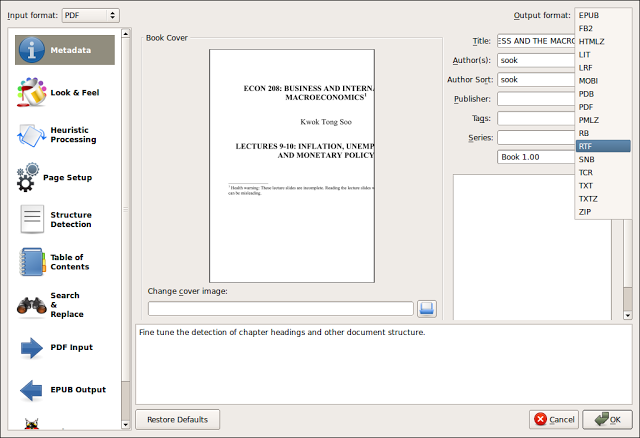 Input format: PDF
Output format:
EPUB
FB2
HTMLZ
LIT
LRF
MOBI
PDB
PDF
PMLZ
RB
RTF
SNB
TCR
TXT
TXTZ
ZIP
Metadata
Look & Feel
Heuristic
Processing
Page Setup
Structure
Detection
Table of
Contents
Search
&
Replace
PDF Input
EPUB Output
Book Cover
ECON 208: BUSINESS AND INTERN
MACROECONOMICS1
Kwok Tong Soo
LECTURES 9-10: INFLATION, UNEMP
AND MONETARY POLICY
1 Health warning: These lecture slides are incomplete. Reading the lecture slides
can be misleading.
Change cover image:
Title: ESS AND THE MACRO
Author(s): sook
Author Sort: sook
Publisher:
Tags:
Series:
Book 1.00
Fine tune the detection of chapter headings and other document structure.
Restore Defaults
Cancel
OK